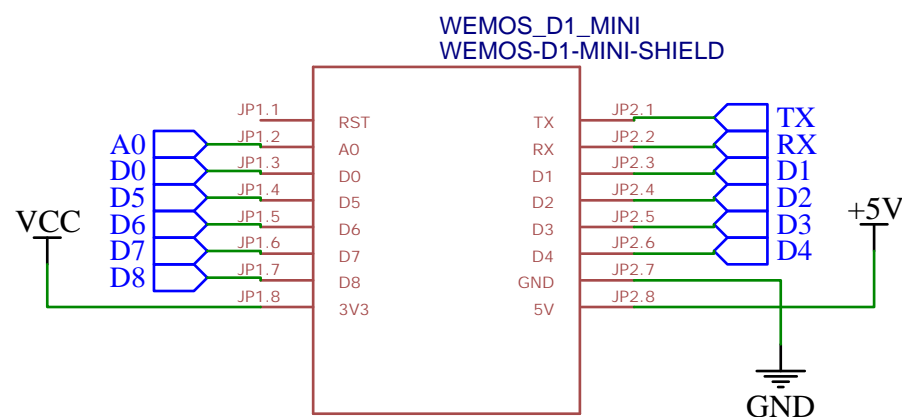 WEMOS_D1_MINI
WEMOS-D1-MINI-SHIELD
JP1.1 RST TX JP2.1 TX
A0 JP1.2 A0 RX JP2.2 RX
D0 JP1.3 D0 D1 JP2.3 D1
D5 JP1.4 D5 D2 JP2.4 D2
D6 JP1.5 D6 D3 JP2.5 D3
D7 JP1.6 D7 D4 JP2.6 D4
D8 JP1.7 D8 GND JP2.7
VCC JP1.8 3V3 5V JP2.8 +5V
GND